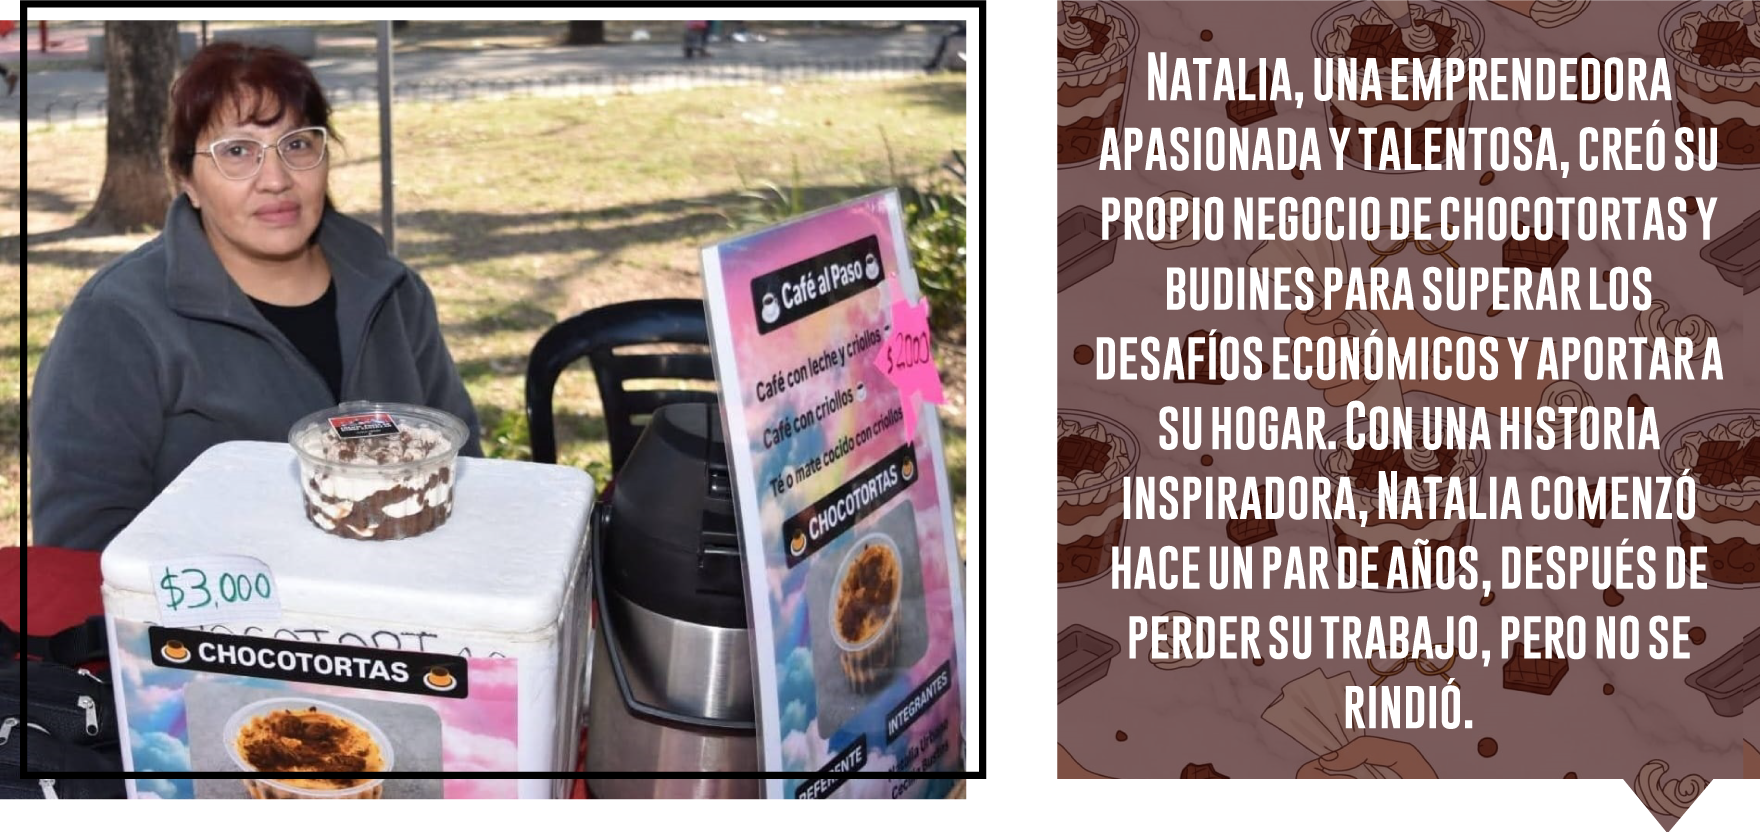 Café al Paso
Café con leche y criollos
$2000
Café con criollos
Té o mate cocido con criollos
CHOCOTORTAS
INTEGRANTES
REFERENTE
$3,000
CHOCOTORTAS
NATALIA, UNA EMPRENDEDORA
APASIONADA Y TALENTOSA, CREÓ SU
PROPIO NEGOCIO DE CHOCOTORTAS Y
BUDINES PARA SUPERAR LOS
DESAFÍOS ECONÓMICOS Y APORTAR A
SU HOGAR. CON UNA HISTORIA
INSPIRADORA, NATALIA COMENZÓ
HACE UN PAR DE AÑOS, DESPUÉS DE
PERDER SU TRABAJO, PERO NO SE
RINDIÓ.